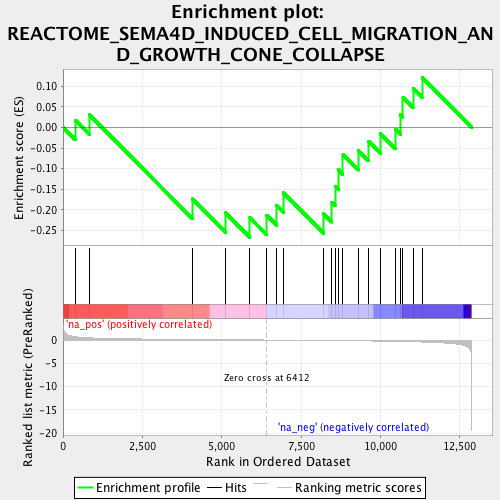 Enrichment plot:
REACTOME_SEMA4D_INDUCED_CELL_MIGRATION_AN
D_GROWTH_CONE_COLLAPSE
Enrichment score (ES)
0.10
0.05
0.00
-0.05
-0.10
-0.15
-0.20
-0.25
'na_pos' (positively correlated)
Ranked list metric (PreRanked)
0
-5
-10
-15
-20
Zero cross at 6412
'na_neg' (negatively correlated)
0
2,500
5,000
7,500
10,000
12,500
Rank in Ordered Dataset
Enrichment profile
Hits
Ranking metric scores